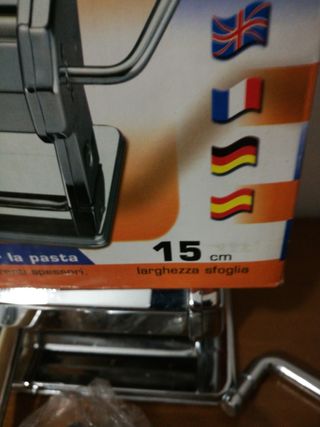 la pasta
15 cm
spessori.
larghezza sfoglia